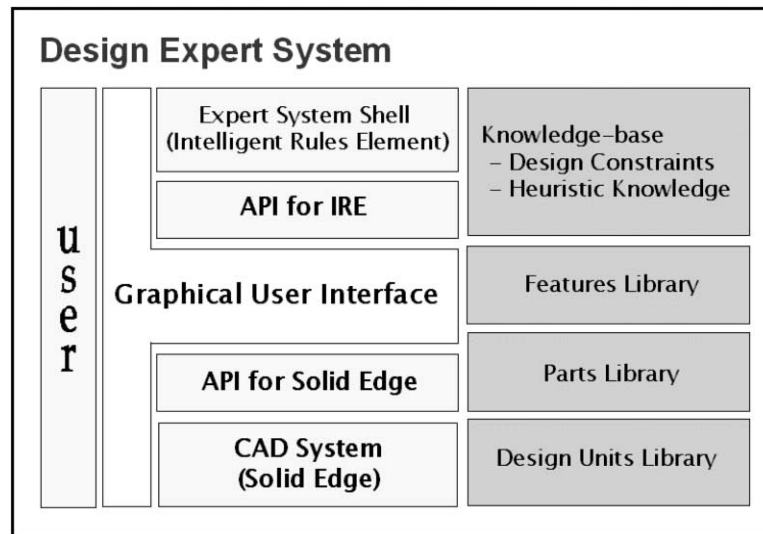 Design Expert System
user
Expert System Shell
(Intelligent Rules Element)
API for IRE
Graphical User Interface
API for Solid Edge
CAD System
(Solid Edge)
Knowledge-base
– Design Constraints
– Heuristic Knowledge
Features Library
Parts Library
Design Units Library